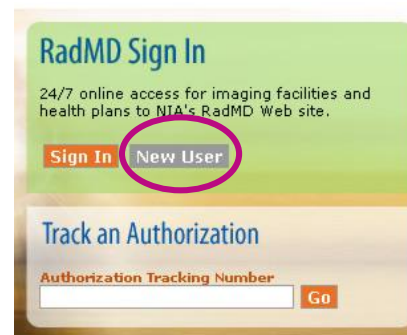 RadMD Sign In
24/7 online access for imaging facilities and
health plans to NIA's RadMD Web site.
Sign In New User
Track an Authorization
Authorization Tracking Number
Go